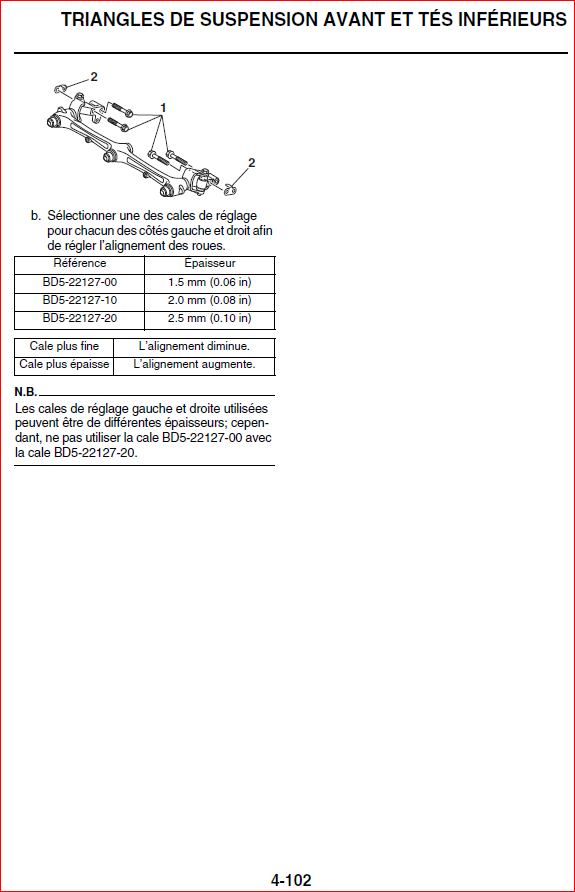 TRIANGLES DE SUSPENSION AVANT ET TÉS INFÉRIEURS
2
1
2
b. Sélectionner une des cales de réglage
pour chacun des côtés gauche et droit afin
de régler l'alignement des roues.
Référence Épaisseur
BD5-22127-00 1.5 mm (0.06 in)
BD5-22127-10 2.0 mm (0.08 in)
BD5-22127-20 2.5 mm (0.10 in)
Cale plus fine L'alignement diminue.
Cale plus épaisse L'alignement augmente.
N.B.
Les cales de réglage gauche et droite utilisées
peuvent être de différentes épaisseurs; cepen-
dant, ne pas utiliser la cale BD5-22127-00 avec
la cale BD5-22127-20.
4-102